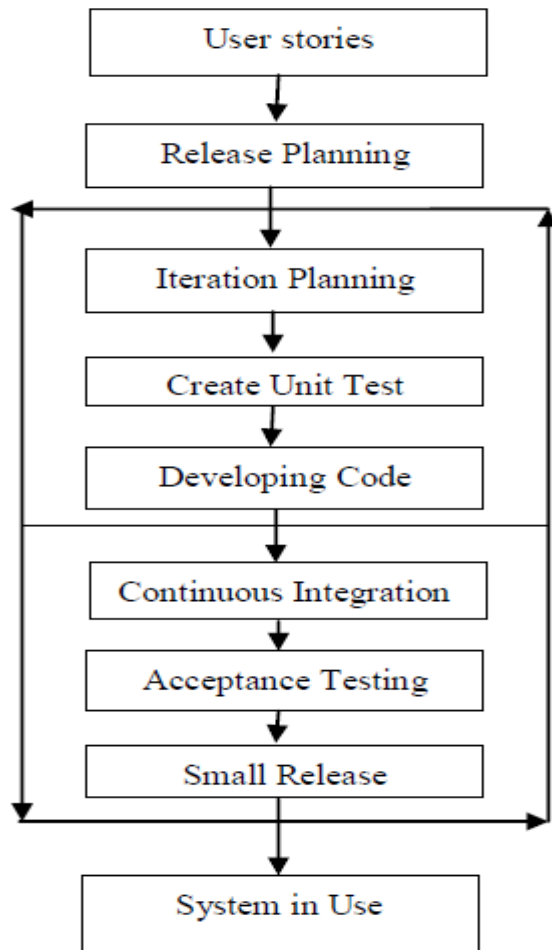 User stories
Release Planning
Iteration Planning
Create Unit Test
Developing Code
Continuous Integration
Acceptance Testing
Small Release
System in Use